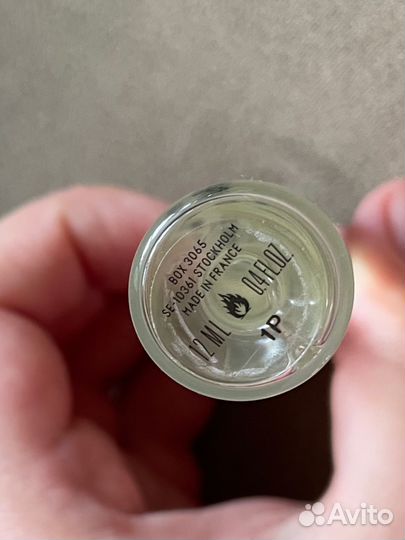 BOX 3065
SE-10361 STOCKHOLM
MADE IN FRANCE
12 ML 0.4 FL.OZ.
1P
Avito